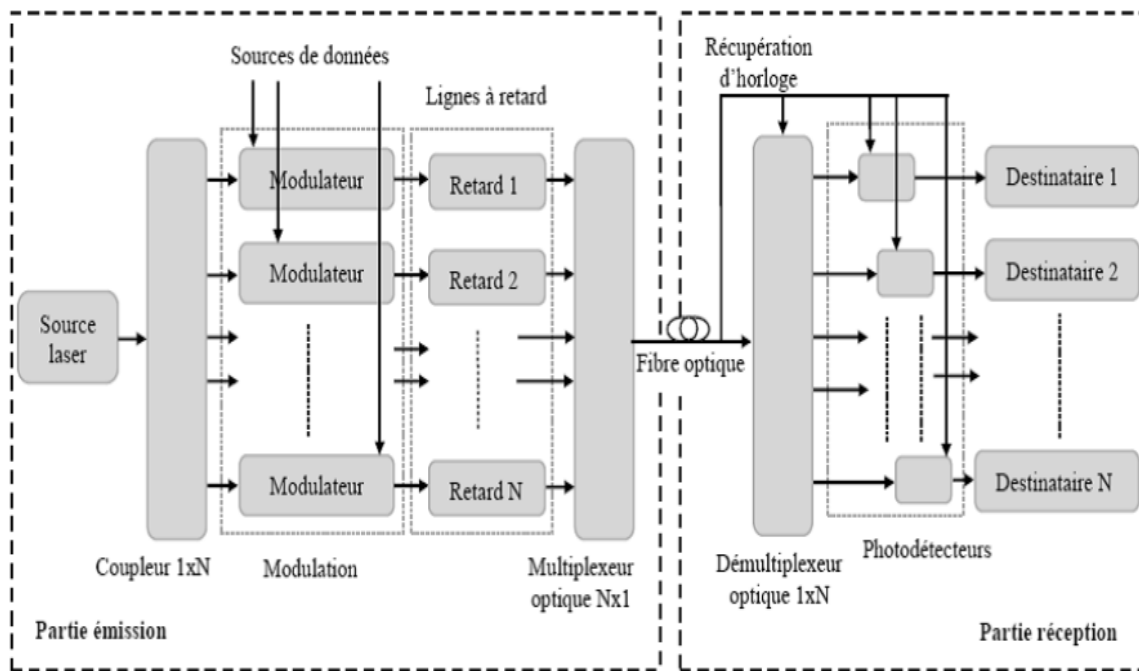 Sources de données
Lignes à retard
Récupération
d'horloge
Source
laser
Modulateur
Modulateur
Modulateur
Retard 1
Retard 2
Retard N
Fibre optique
Destinataire 1
Destinataire 2
Destinataire N
Coupleur 1xN
Modulation
Multiplexeur
optique Nx1
Démultiplexeur
optique 1xN
Photodétecteurs
Partie émission
Partie réception